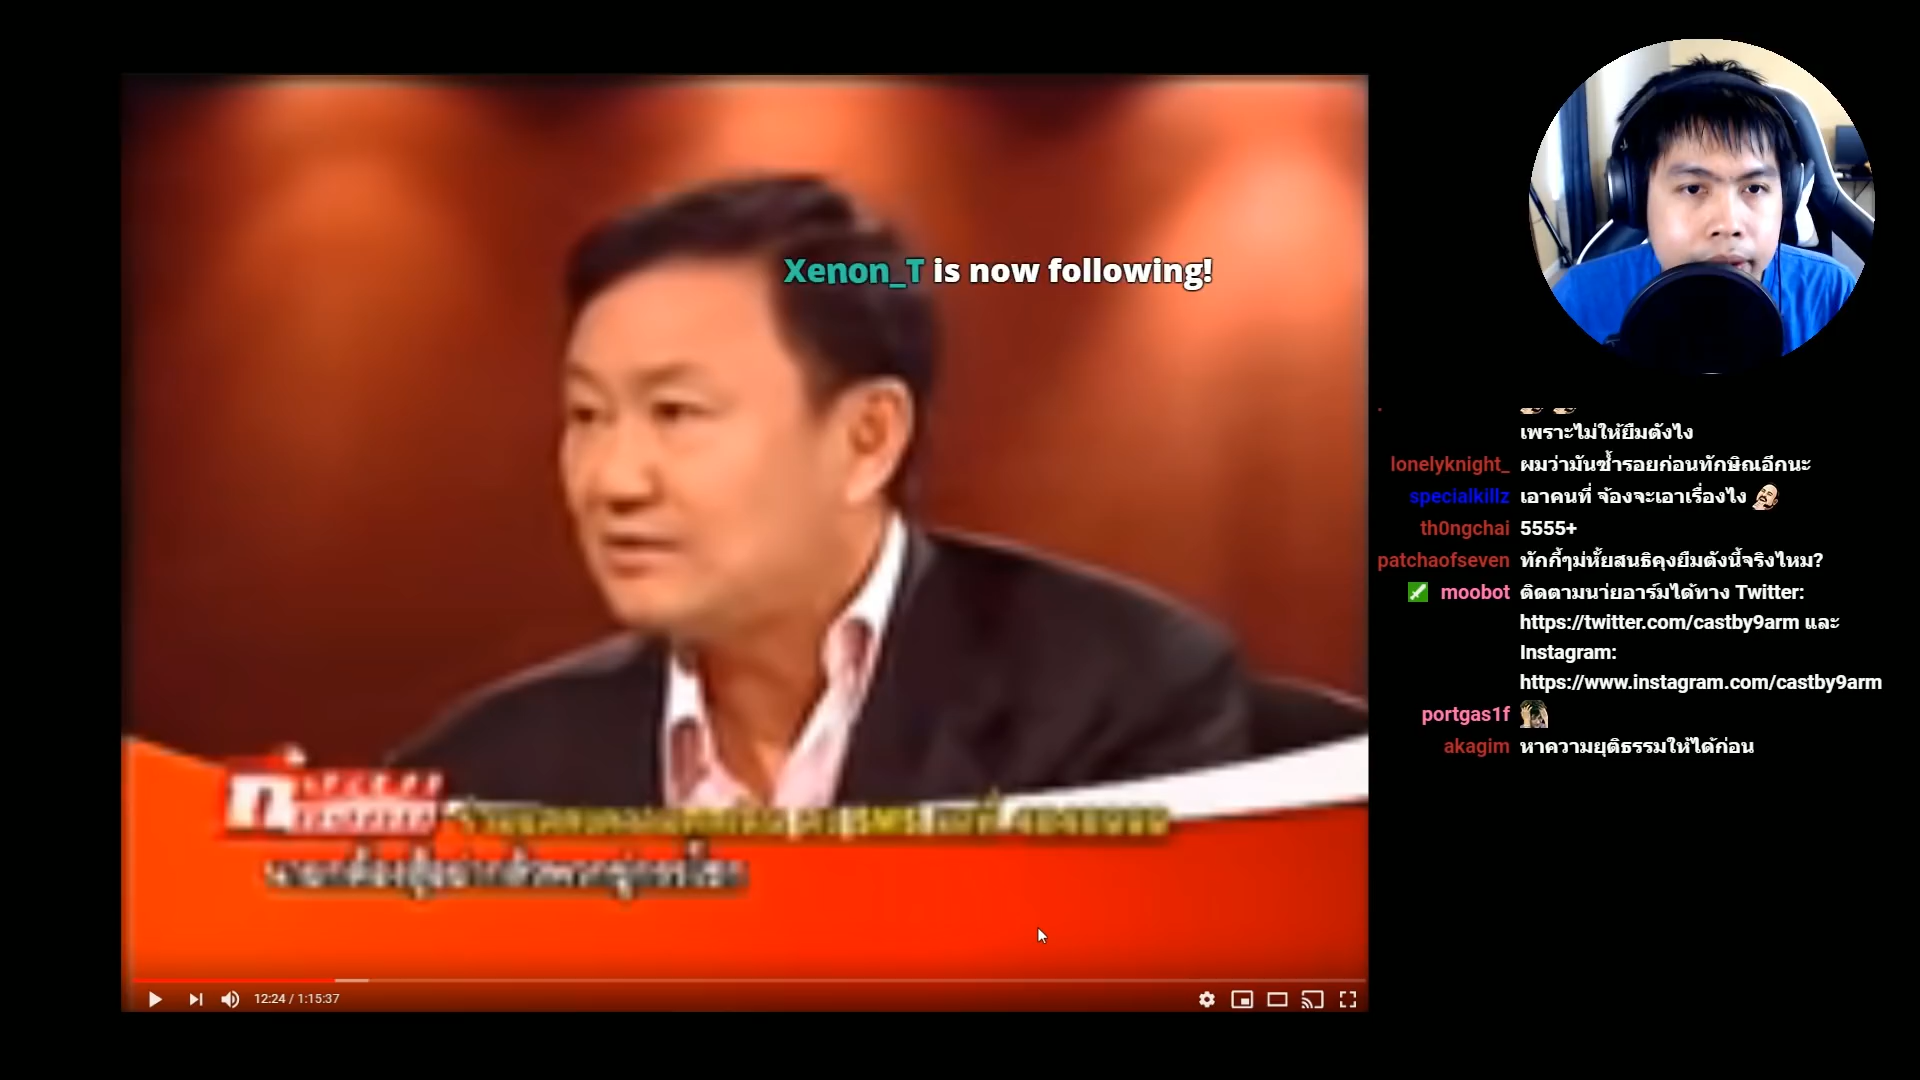 Xenon_T is now following!
12:24 / 1:15:37
เพราะไม่ให้ยืมตังไง
lonelyknight_ ผมว่ามันซ้ำรอยก่อนทักษิณอีกนะ
specialkillz เอาคนที่ จ้องจะเอาเรื่องไง
th0ngchai 5555+
patchaofseven ทักกี้ๆม่หั้ยสนธิคุงยืมตังนี้จริงไหม?
moobot ติดตามนา่ยอาร์มได้ทาง Twitter:
https://twitter.com/castby9arm และ
Instagram:
https://www.instagram.com/castby9arm
portgas1f
akagim หาความยุติธรรมให้ได้ก่อน